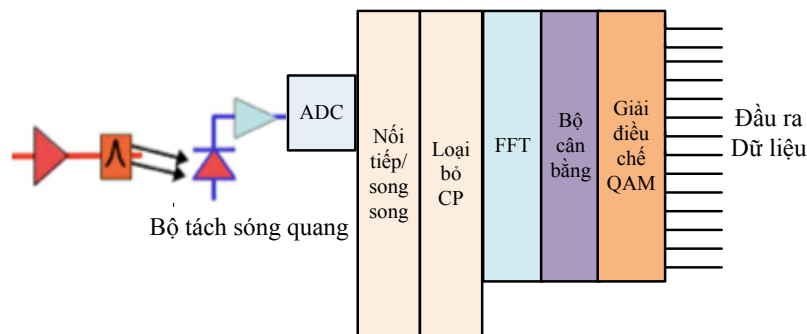 ADC
Nối
tiếp/
song
song
Loại
bỏ
CP
FFT
Bộ
cân
bằng
Giải
điều
chế
QAM
Đầu ra
Dữ liệu
Bộ tách sóng quang